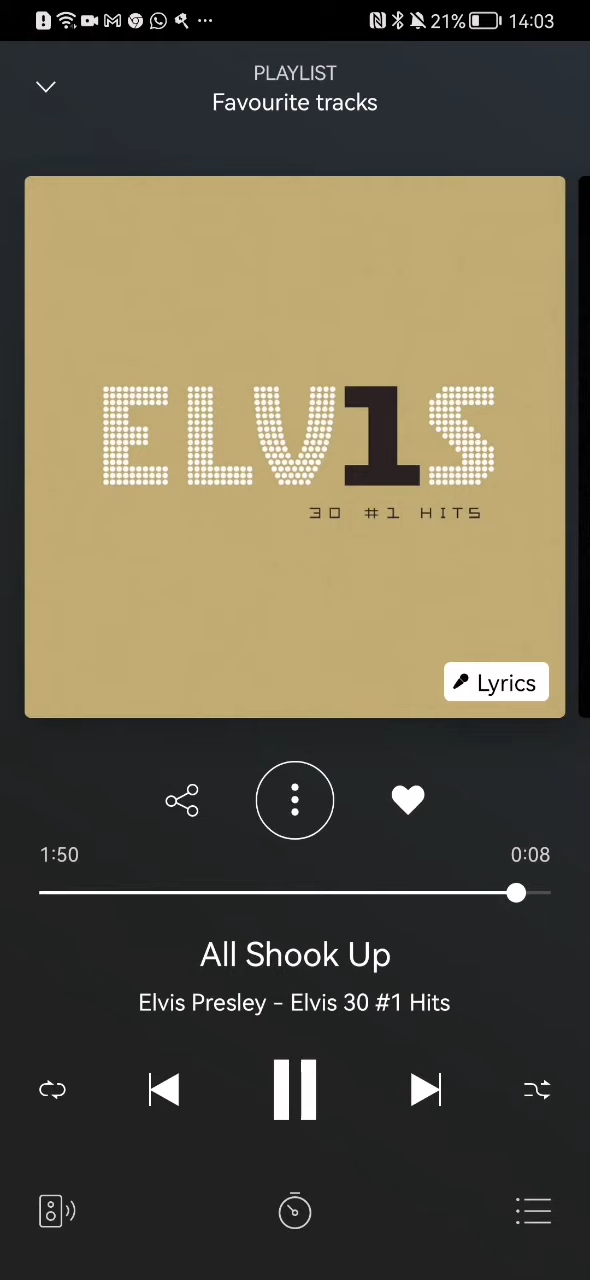 21% 14:03
PLAYLIST
Favourite tracks
ELV1S
30 #1 HITS
Lyrics
1:50 0:08
All Shook Up
Elvis Presley - Elvis 30 #1 Hits